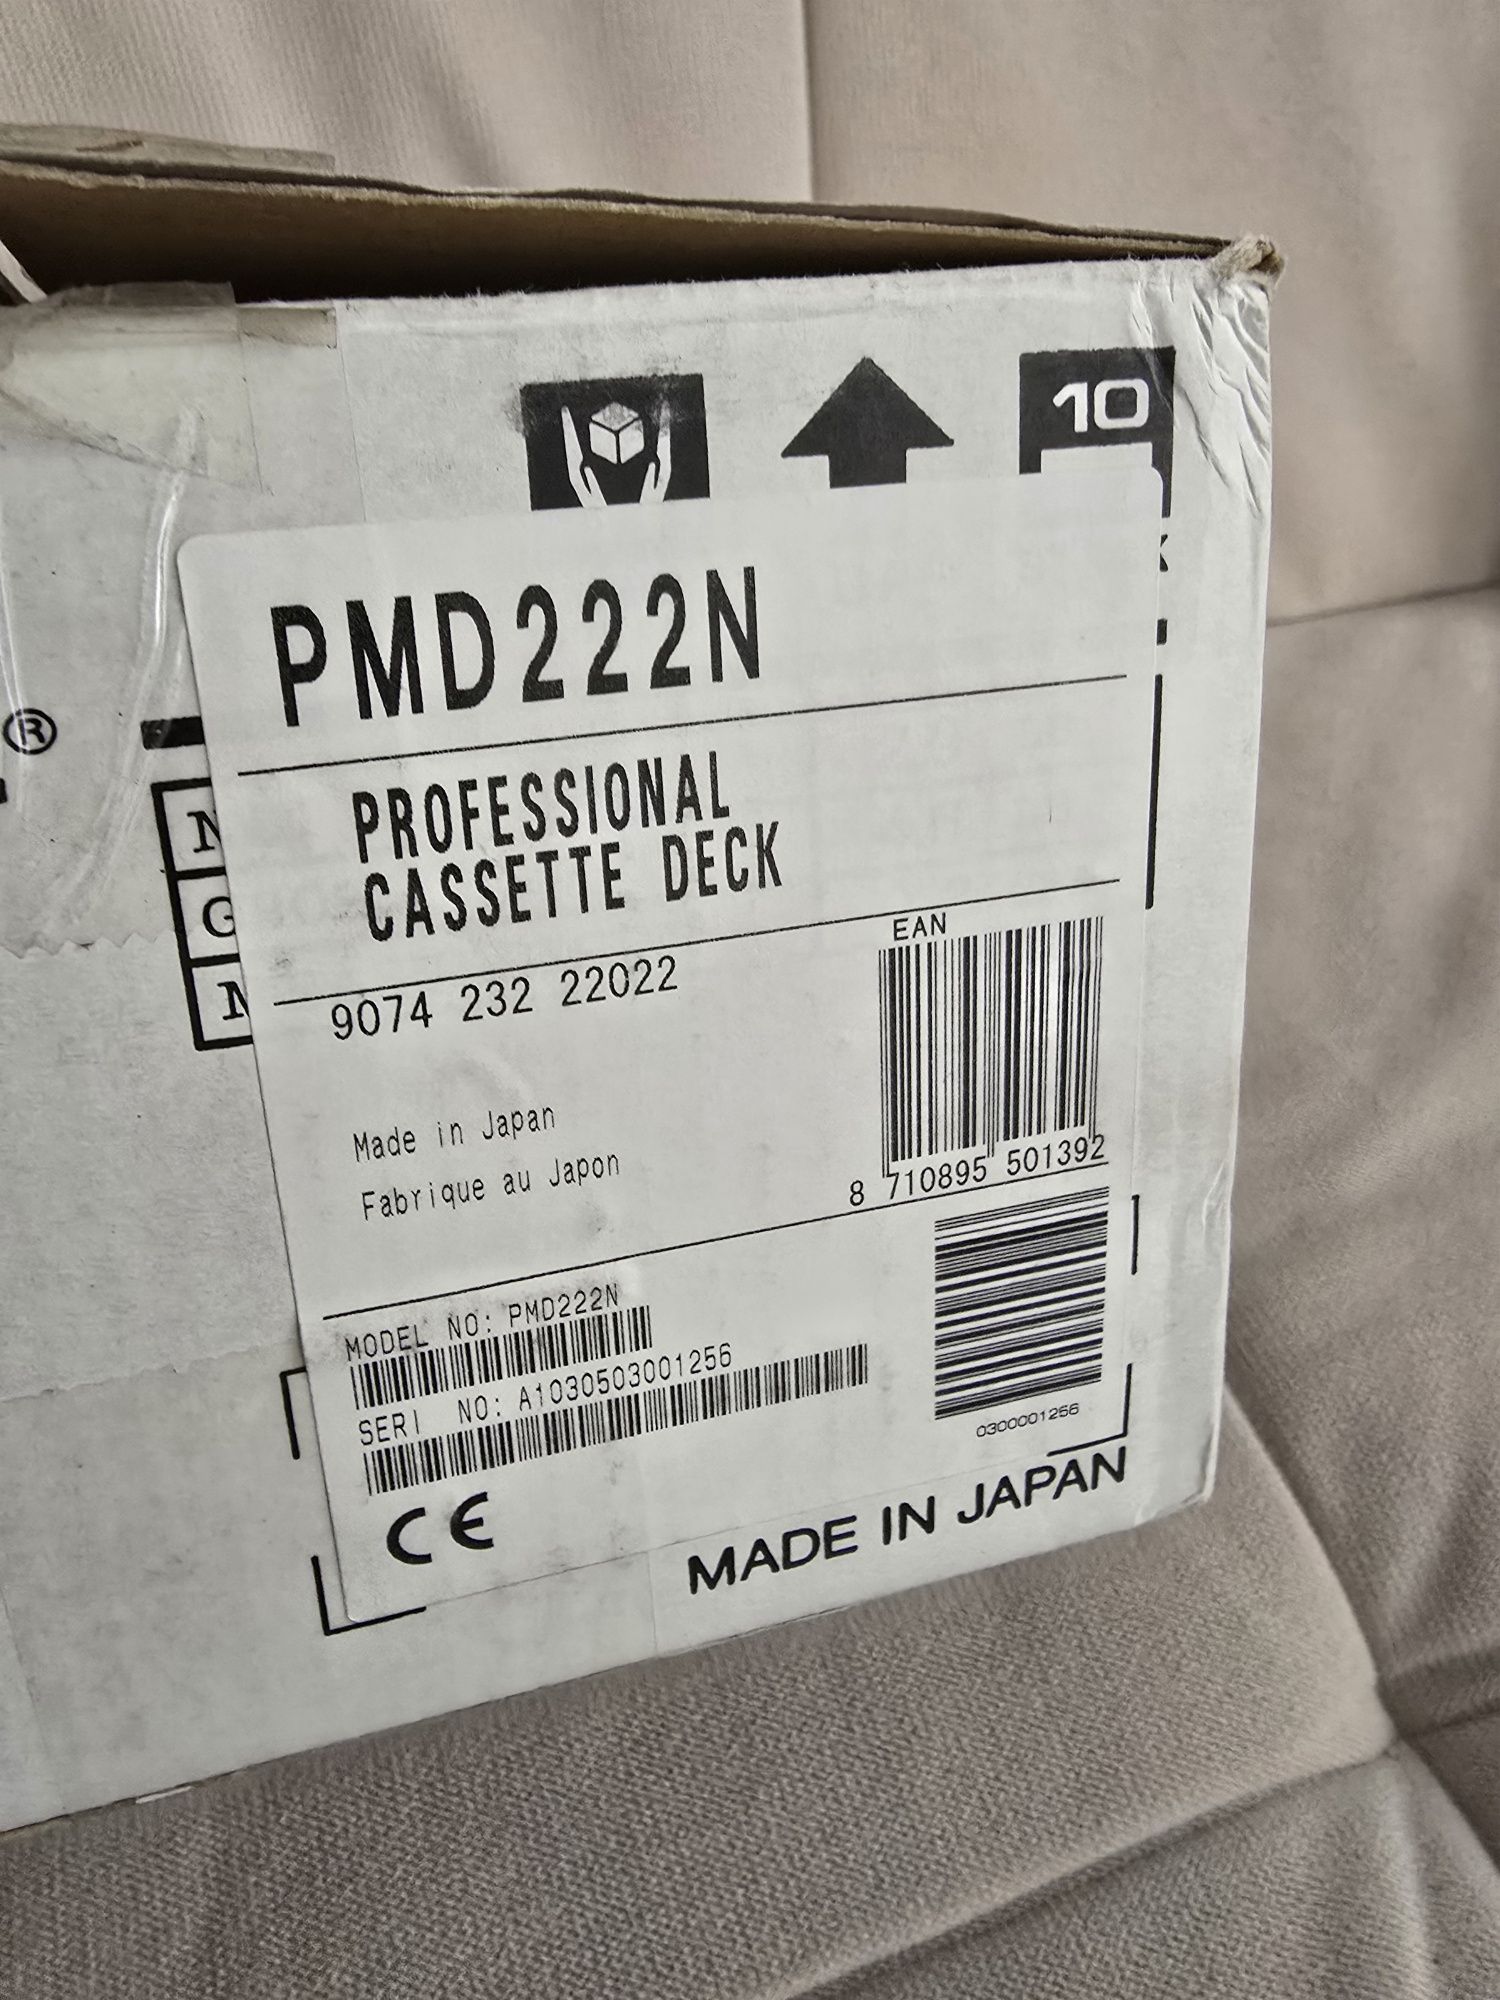 10
®
PMD222N
PROFESSIONAL
CASSETTE DECK
9074 232 22022
EAN
8 710895 501392
Made in Japan
Fabrique au Japon
MODEL NO: PMD222N
SERI NO: A1030503001256
0300001256
CE
MADE IN JAPAN